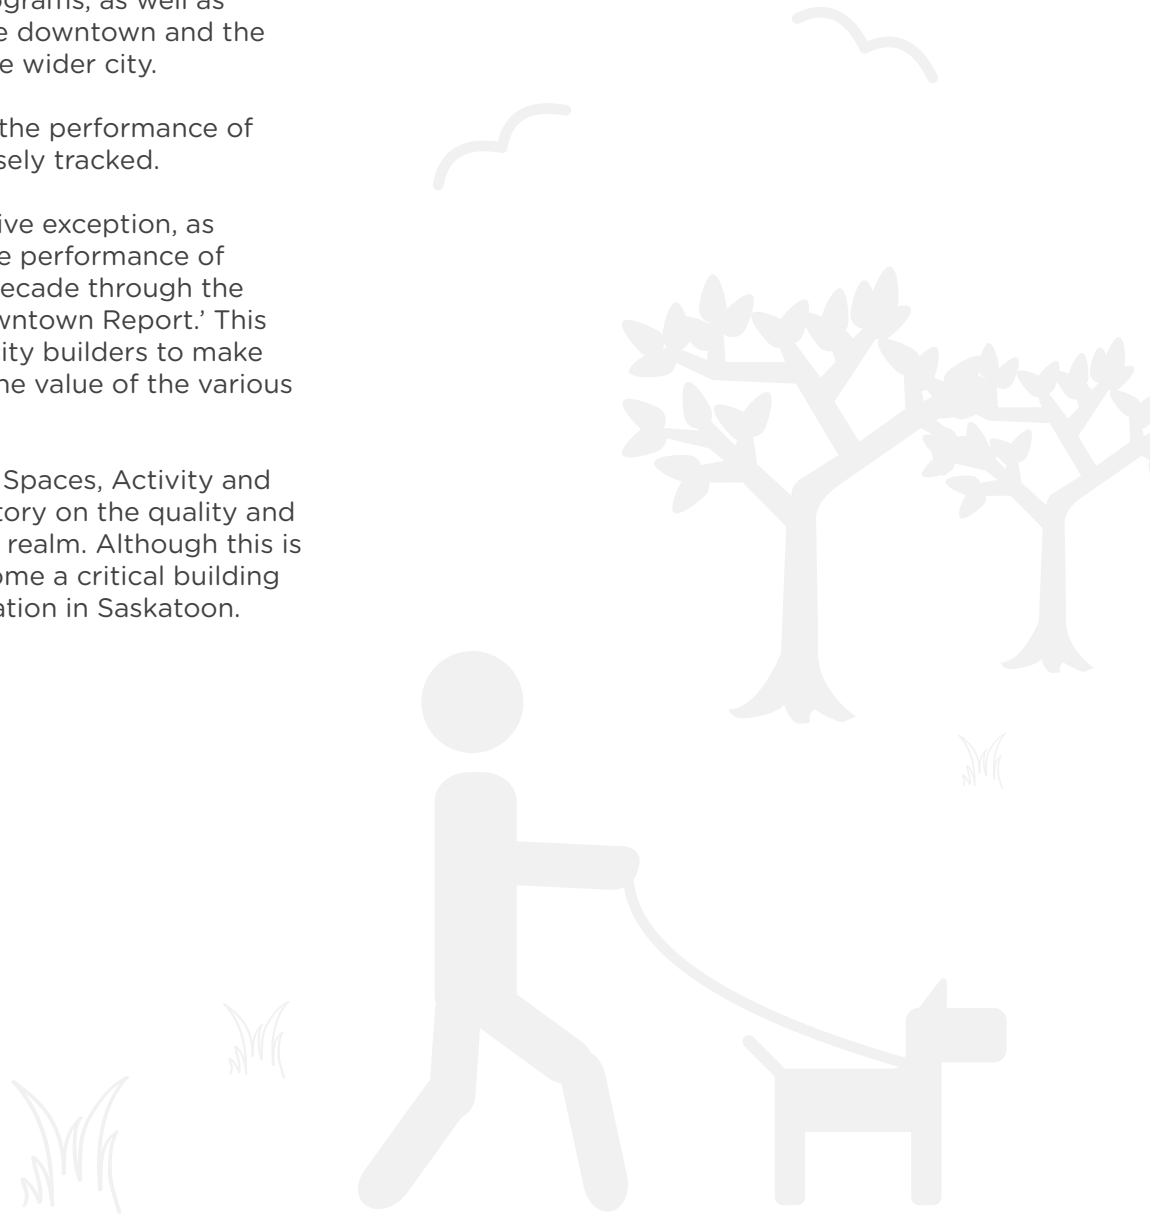 ograms, as well as
e downtown and the
e wider city.
the performance of
sely tracked.
ive exception, as
e performance of
ecade through the
wntown Report.’ This
ity builders to make
he value of the various
Spaces, Activity and
tory on the quality and
realm. Although this is
ome a critical building
ation in Saskatoon.